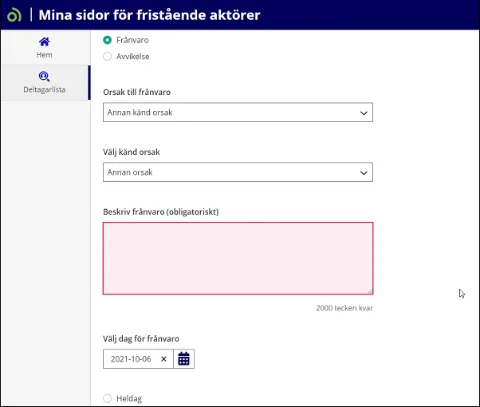 Mina sidor för fristående aktörer
Hem
Deltagarlista
Frånvaro
Avvikelse
Orsak till frånvaro
Annan känd orsak
Välj känd orsak
Annan orsak
Beskriv frånvaro (obligatoriskt)
2000 tecken kvar
Välj dag för frånvaro
2021-10-06
Heldag